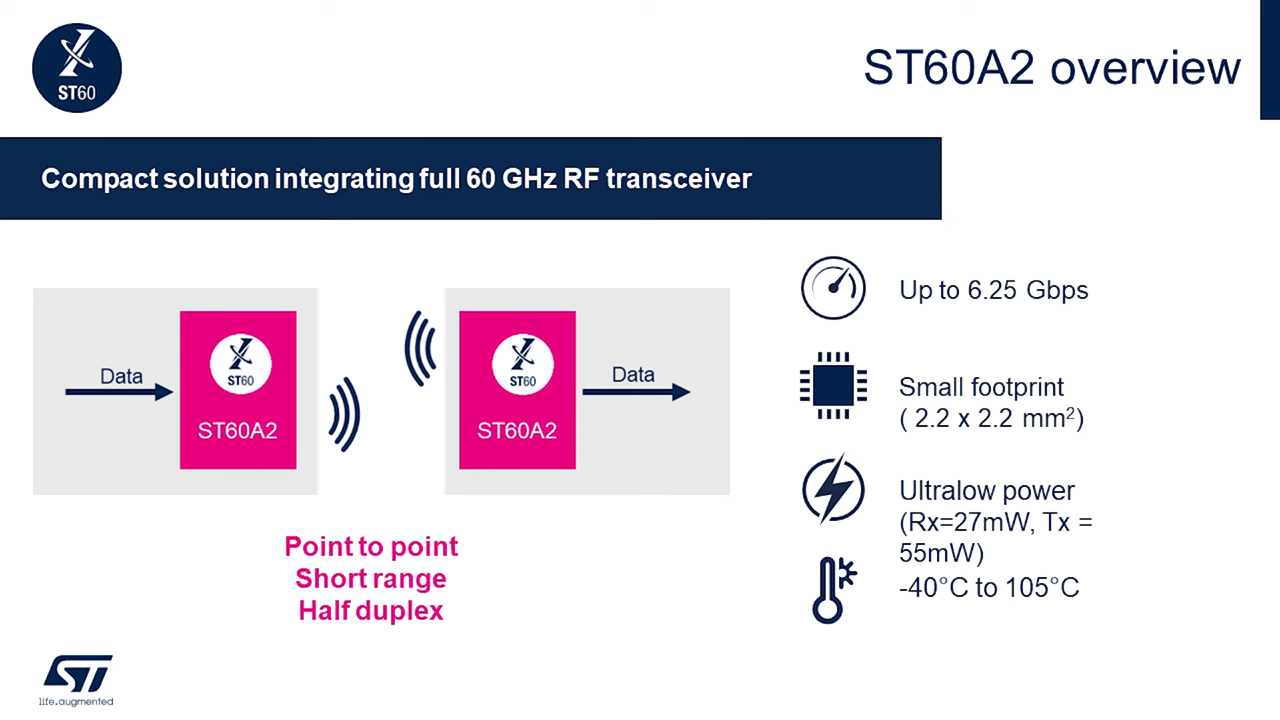 ST60
ST60A2 overview
Compact solution integrating full 60 GHz RF transceiver
Data
ST60
ST60A2
ST60
ST60A2
Data
Point to point
Short range
Half duplex
Up to 6.25 Gbps
Small footprint
( 2.2 x 2.2 mm²)
Ultralow power
(Rx=27mW, Tx =
55mW)
-40°C to 105°C
ST
life.augmented